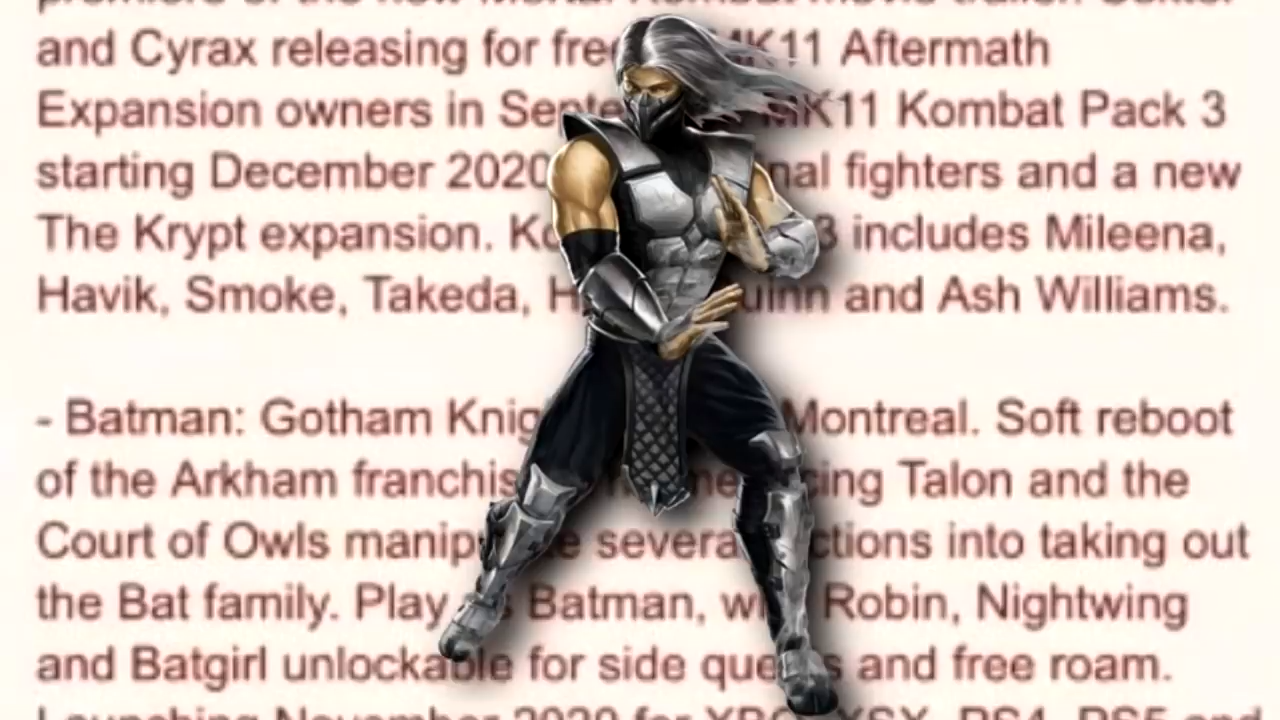 and Cyrax releasing for free MK11 Aftermath
Expansion owners in Septe MK11 Kombat Pack 3
starting December 2020 nal fighters and a new
The Krypt expansion. Ko 3 includes Mileena,
Havik, Smoke, Takeda, H uinn and Ash Williams.
- Batman: Gotham Knig Montreal. Soft reboot
of the Arkham franchis cing Talon and the
Court of Owls manip e several ctions into taking out
the Bat family. Play Batman, wi Robin, Nightwing
and Batgirl unlockable for side que s and free roam.